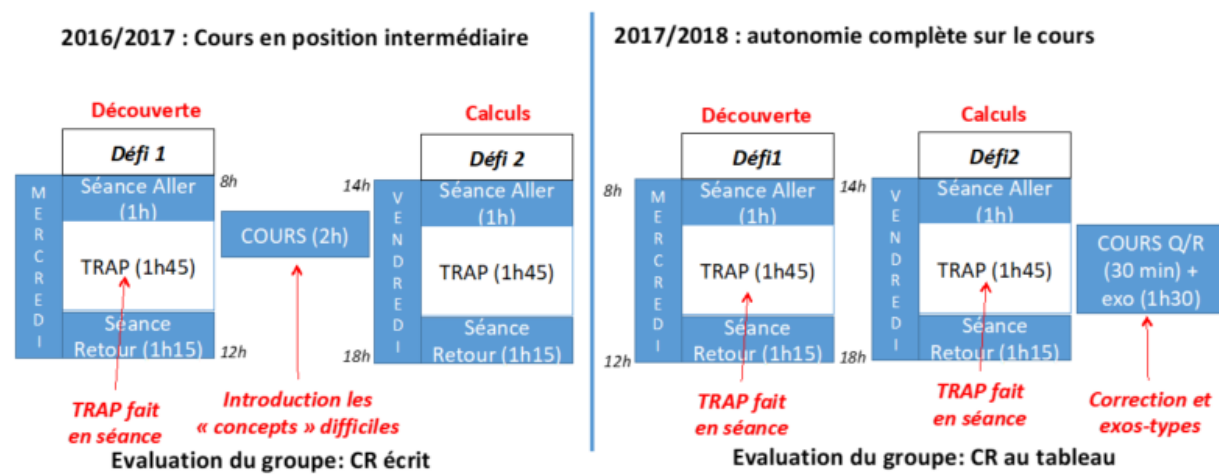 2016/2017 : Cours en position intermédiaire
Découverte
Défi 1
MERCREDI
Séance Aller
(1h)
TRAP (1h45)
Séance
Retour (1h15)
8h
12h
COURS (2h)
Calculs
Défi 2
14h
18h
VENDREDI
Séance Aller
(1h)
TRAP (1h45)
Séance
Retour (1h15)
TRAP fait
en séance
Introduction les
« concepts » difficiles
Evaluation du groupe: CR écrit
2017/2018 : autonomie complète sur le cours
Découverte
Défi1
8h
12h
MERCREDI
Séance Aller
(1h)
TRAP (1h45)
Séance
Retour (1h15)
Calculs
Défi2
14h
18h
VENDREDI
Séance Aller
(1h)
TRAP (1h45)
Séance
Retour (1h15)
COURS Q/R
(30 min) +
exo (1h30)
TRAP fait
en séance
TRAP fait
en séance
Correction et
exos-types
Evaluation du groupe: CR au tableau